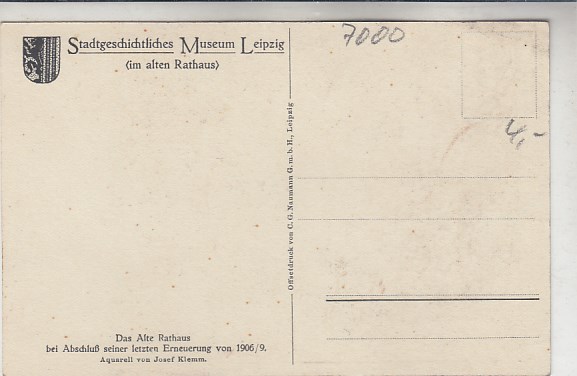 Stadtgeschichtliches Museum Leipzig
(im alten Rathaus)
7000
4,-
Offsetdruck von C. G. Naumann G. m. b. H., Leipzig
Das Alte Rathaus
bei Abschluß seiner letzten Erneuerung von 1906/9.
Aquarell von Josef Klemm.